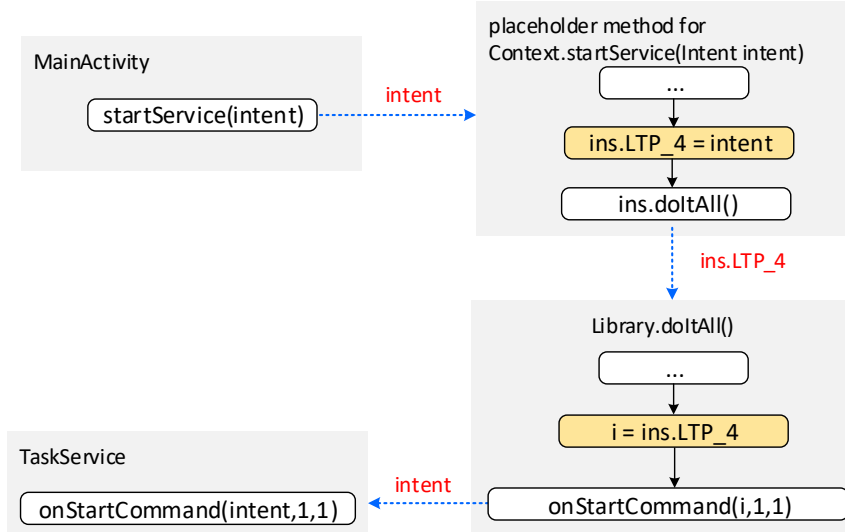 MainActivity
startService(intent)
intent
placeholder method for
Context.startService(Intent intent)
...
ins.LTP_4 = intent
ins.doItAll()
ins.LTP_4
Library.doItAll()
...
i = ins.LTP_4
onStartCommand(i,1,1)
intent
TaskService
onStartCommand(intent,1,1)